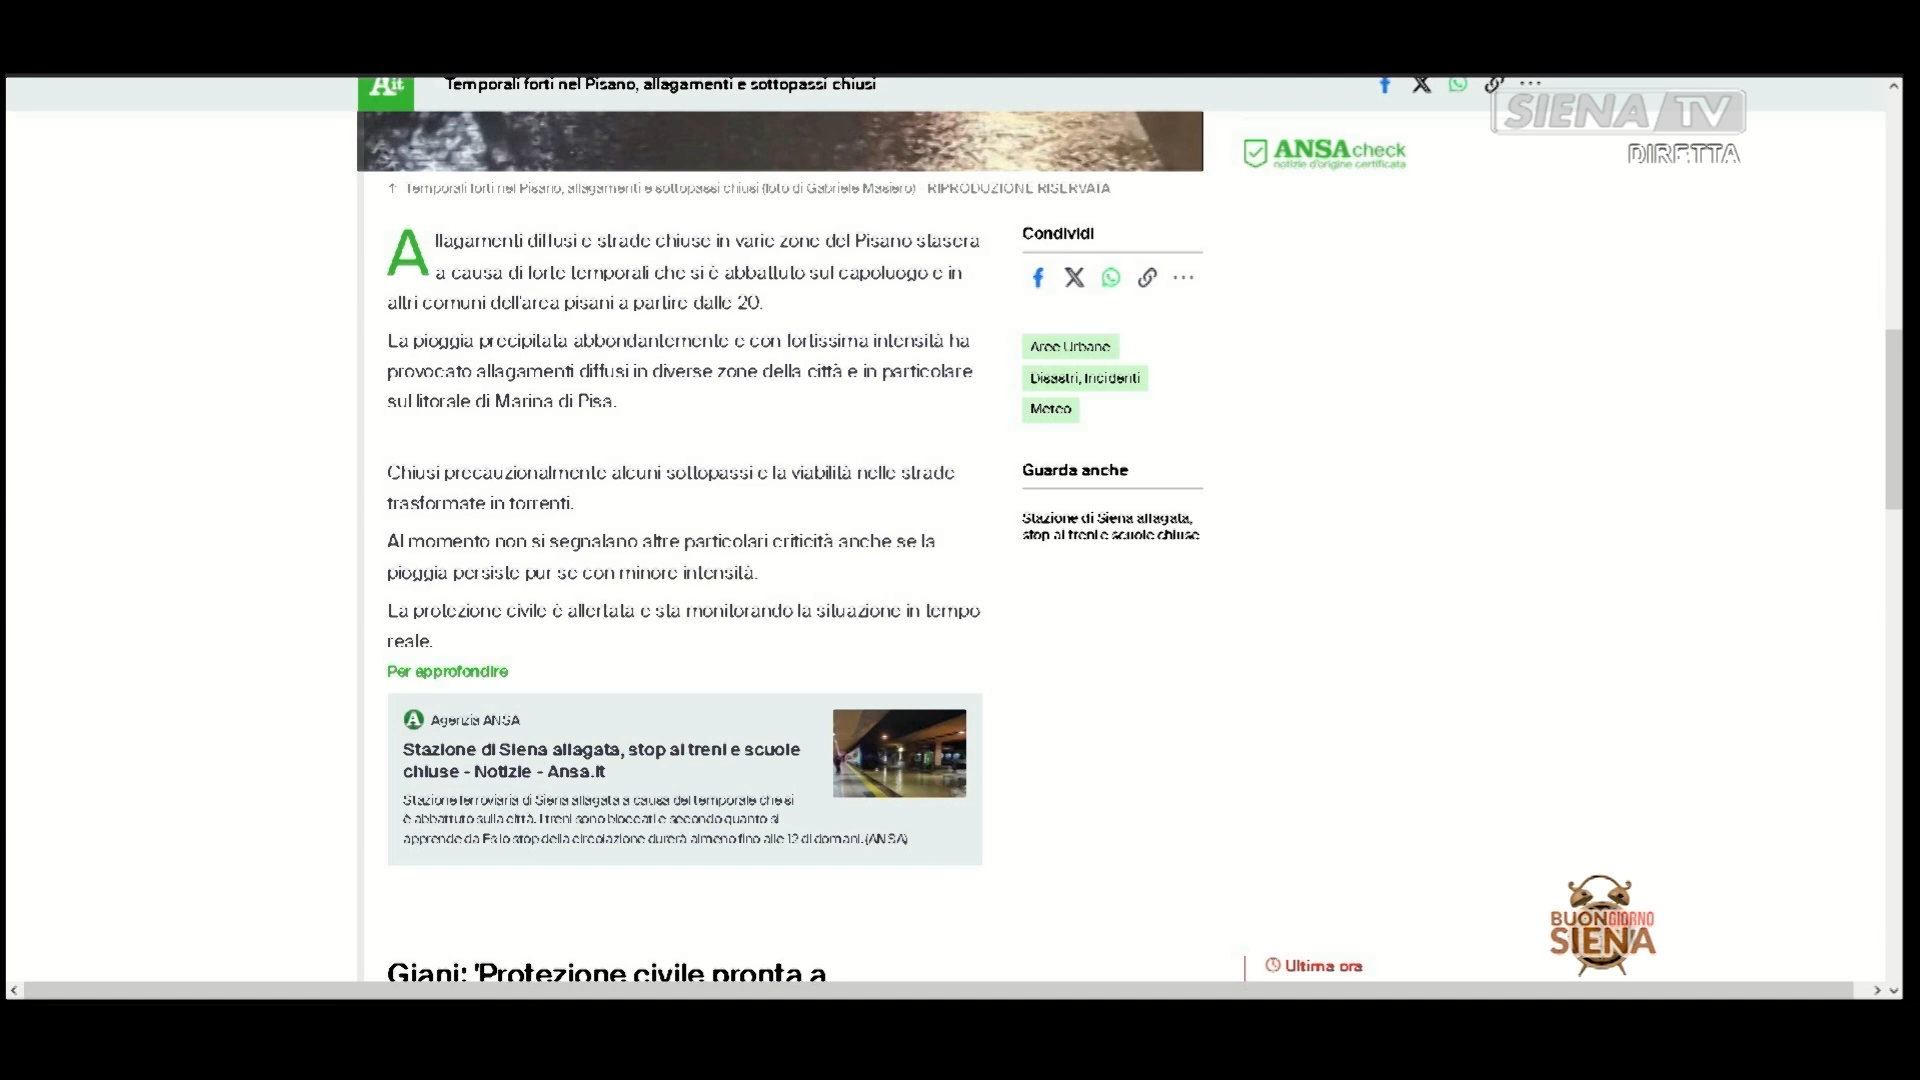 Ait
Temporali forti nel Pisano, allagamenti e sottopassi chiusi
SIENA TV
DIRETTA
ANSA check
notizie d'origine certificata
Temporali forti nel Pisano, allagamenti e sottopassi chiusi (foto di Gabriele Masiero) - RIPRODUZIONE RISERVATA
Allagamenti diffusi e strade chiuse in varie zone del Pisano stasera
a causa di forte temporali che si è abbattuto sul capoluogo e in
altri comuni dell'area pisani a partire dalle 20.
La pioggia precipitata abbondantemente e con fortissima intensità ha
provocato allagamenti diffusi in diverse zone della città e in particolare
sul litorale di Marina di Pisa.
Chiusi precauzionalmente alcuni sottopassi e la viabilità nelle strade
trasformate in torrenti.
Al momento non si segnalano altre particolari criticità anche se la
pioggia persiste pur se con minore intensità.
La protezione civile è allertata e sta monitorando la situazione in tempo
reale.
Per approfondire
Agenzia ANSA
Stazione di Siena allagata, stop ai treni e scuole
chiuse - Notizie - Ansa.it
Stazione ferroviaria di Siena allagata a causa del temporale che si
è abbattuto sulla città. I treni sono bloccati e secondo quanto si
apprende da Fs lo stop della circolazione durerà almeno fino alle 12 di domani. (ANSA)
Giani: 'Protezione civile pronta a
Condividi
Aree Urbane
Disastri, Incidenti
Meteo
Guarda anche
Stazione di Siena allagata,
stop ai treni e scuole chiuse
BUONGIORNO
SIENA
Ultima ora